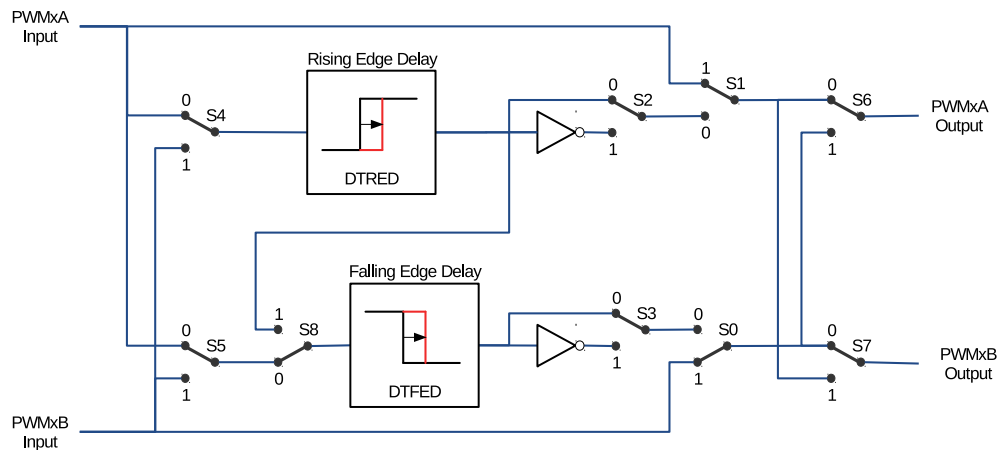 PWMxA
Input
Rising Edge Delay
DTRED
0
S4
1
0
S2
1
1
S1
0
0
S6
1
PWMxA
Output
Falling Edge Delay
DTFED
0
S5
1
1
S8
0
0
S3
1
0
S0
1
0
S7
1
PWMxB
Output
PWMxB
Input